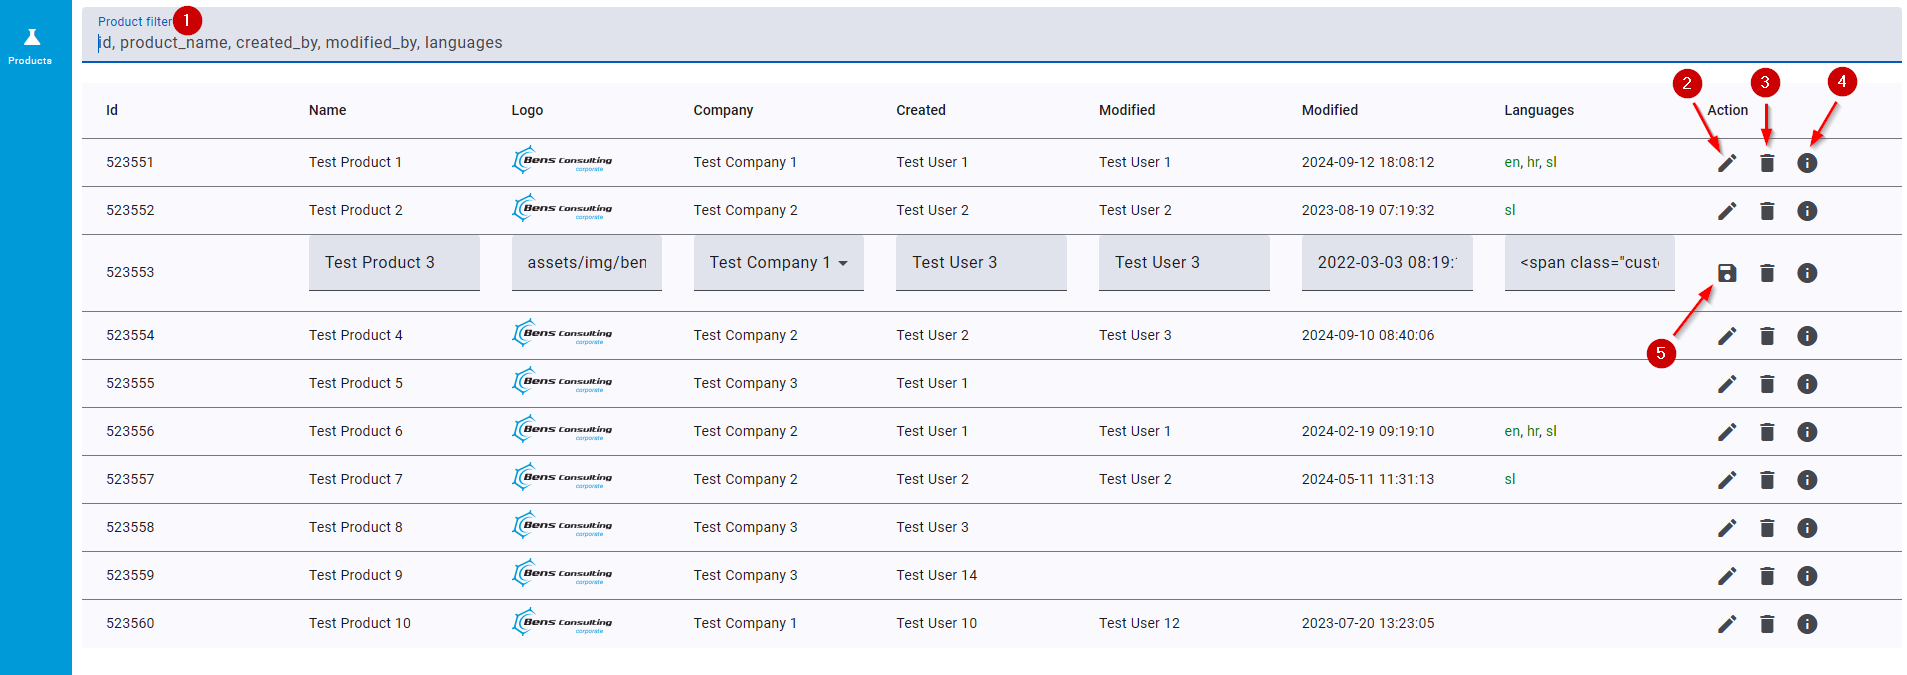 Products
Product filter 1
id, product_name, created_by, modified_by, languages
2 3 4
Id Name Logo Company Created Modified Modified Languages Action
523551 Test Product 1 Bens Consulting corporate Test Company 1 Test User 1 Test User 1 2024-09-12 18:08:12 en, hr, sl
523552 Test Product 2 Bens Consulting corporate Test Company 2 Test User 2 Test User 2 2023-08-19 07:19:32 sl
523553 Test Product 3 assets/img/ben Test Company 1 Test User 3 Test User 3 2022-03-03 08:19: <span class="cust
5
523554 Test Product 4 Bens Consulting corporate Test Company 2 Test User 2 Test User 3 2024-09-10 08:40:06
523555 Test Product 5 Bens Consulting corporate Test Company 3 Test User 1
523556 Test Product 6 Bens Consulting corporate Test Company 2 Test User 1 Test User 1 2024-02-19 09:19:10 en, hr, sl
523557 Test Product 7 Bens Consulting corporate Test Company 2 Test User 2 Test User 2 2024-05-11 11:31:13 sl
523558 Test Product 8 Bens Consulting corporate Test Company 3 Test User 3
523559 Test Product 9 Bens Consulting corporate Test Company 3 Test User 14
523560 Test Product 10 Bens Consulting corporate Test Company 1 Test User 10 Test User 12 2023-07-20 13:23:05